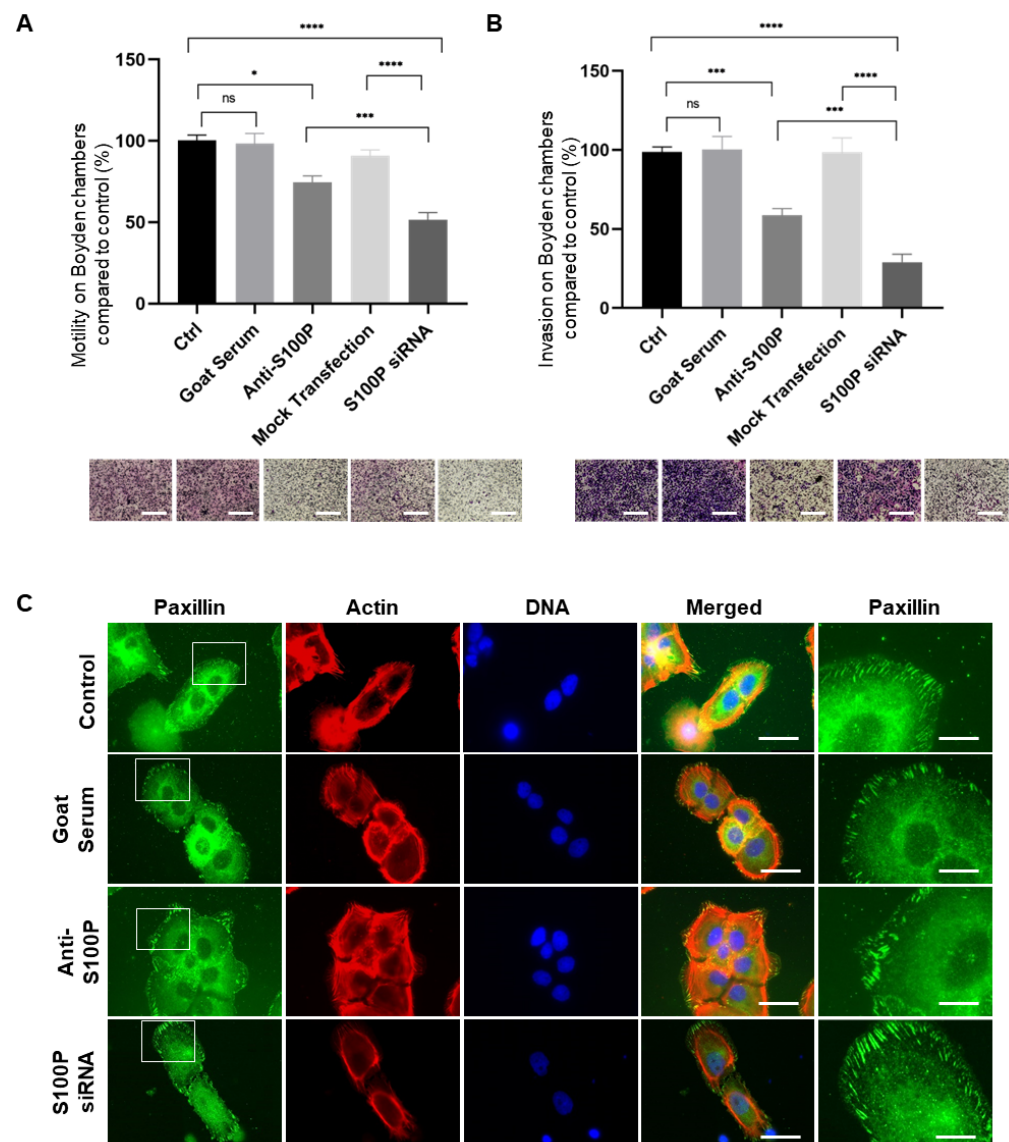 A
****
*
****
ns
***
150
100
50
0
Motility on Boyden chambers
compared to control (%)
Ctrl
Goat Serum
Anti-S100P
Mock Transfection
S100P siRNA
B
****
***
****
ns
***
150
100
50
0
Invasion on Boyden chambers
compared to control (%)
Ctrl
Goat Serum
Anti-S100P
Mock Transfection
S100P siRNA
C
Paxillin
Actin
DNA
Merged
Paxillin
Control
Goat
Serum
Anti-
S100P
S100P
siRNA